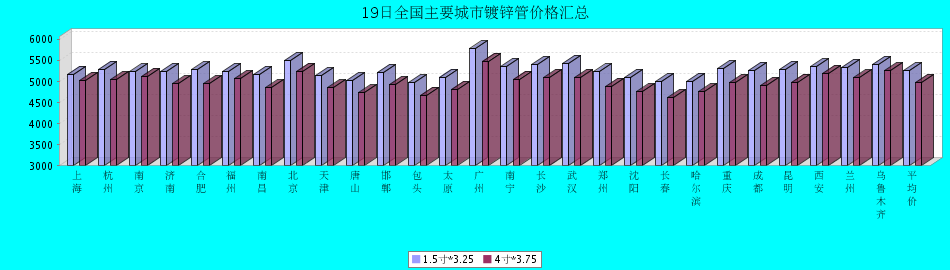 19日全国主要城市镀锌管价格汇总
6000
5500
5000
4500
4000
3500
3000
上海
杭州
南京
济南
合肥
福州
南昌
北京
天津
唐山
邯郸
包头
太原
广州
南宁
长沙
武汉
郑州
沈阳
长春
哈尔滨
重庆
成都
昆明
西安
兰州
乌鲁木齐
平均价
1.5寸*3.25
4寸*3.75